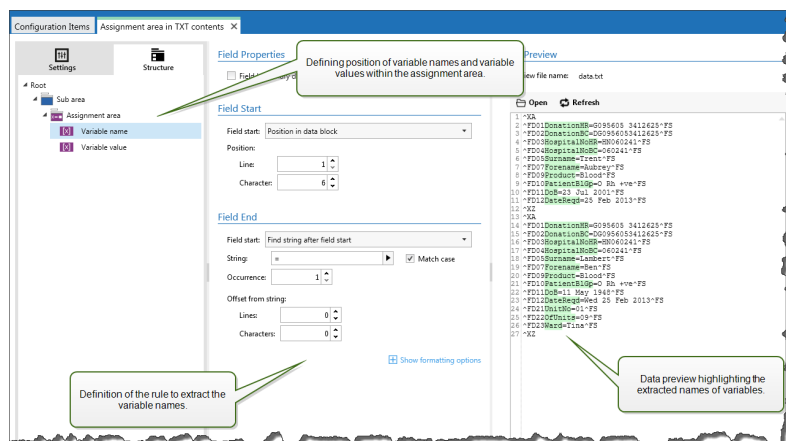 Configuration Items
Assignment area in TXT contents ×
Settings
Structure
Root
Sub area
Assignment area
Variable name
Variable value
Field Properties
Field
Defining position of variable names and variable
values within the assignment area.
Field Start
Field start: Position in data block
Position:
Line: 1
Character: 6
Field End
Field start: Find string after field start
String: = Match case
Occurrence: 1
Offset from string:
Lines: 0
Characters: 0
Show formatting options
Definition of the rule to extract the
variable names.
Preview
file name: data.txt
Open Refresh
1 ^XA
2 ^FD01DonationHR=G095605 3412625^FS
3 ^FD02DonationBC=DG0956053412625^FS
4 ^FD03HospitalNoHR=HN060241^FS
5 ^FD04HospitalNoBC=060241^FS
6 ^FD05Surname=Trent^FS
7 ^FD07Forename=Aubrey^FS
8 ^FD09Product=Blood^FS
9 ^FD10PatientBlGp=O Rh +ve^FS
10 ^FD11DoB=23 Jul 2001^FS
11 ^FD12DateReqd=25 Feb 2013^FS
12 ^XZ
13 ^XA
14 ^FD01DonationHR=G095605 3412625^FS
15 ^FD02DonationBC=DG0956053412625^FS
16 ^FD03HospitalNoHR=HN060241^FS
17 ^FD04HospitalNoBC=060241^FS
18 ^FD05Surname=Lambert^FS
19 ^FD07Forename=Ben^FS
20 ^FD09Product=Blood^FS
21 ^FD10PatientBlGp=O Rh +ve^FS
22 ^FD11DoB=11 May 1948^FS
23 ^FD12DateReqd=Wed 25 Feb 2013^FS
24 ^FD21UnitNo=01^FS
25 ^FD22OfUnits=09^FS
26 ^FD23Ward=Tina^FS
27 ^XZ
Data preview highlighting the
extracted names of variables.